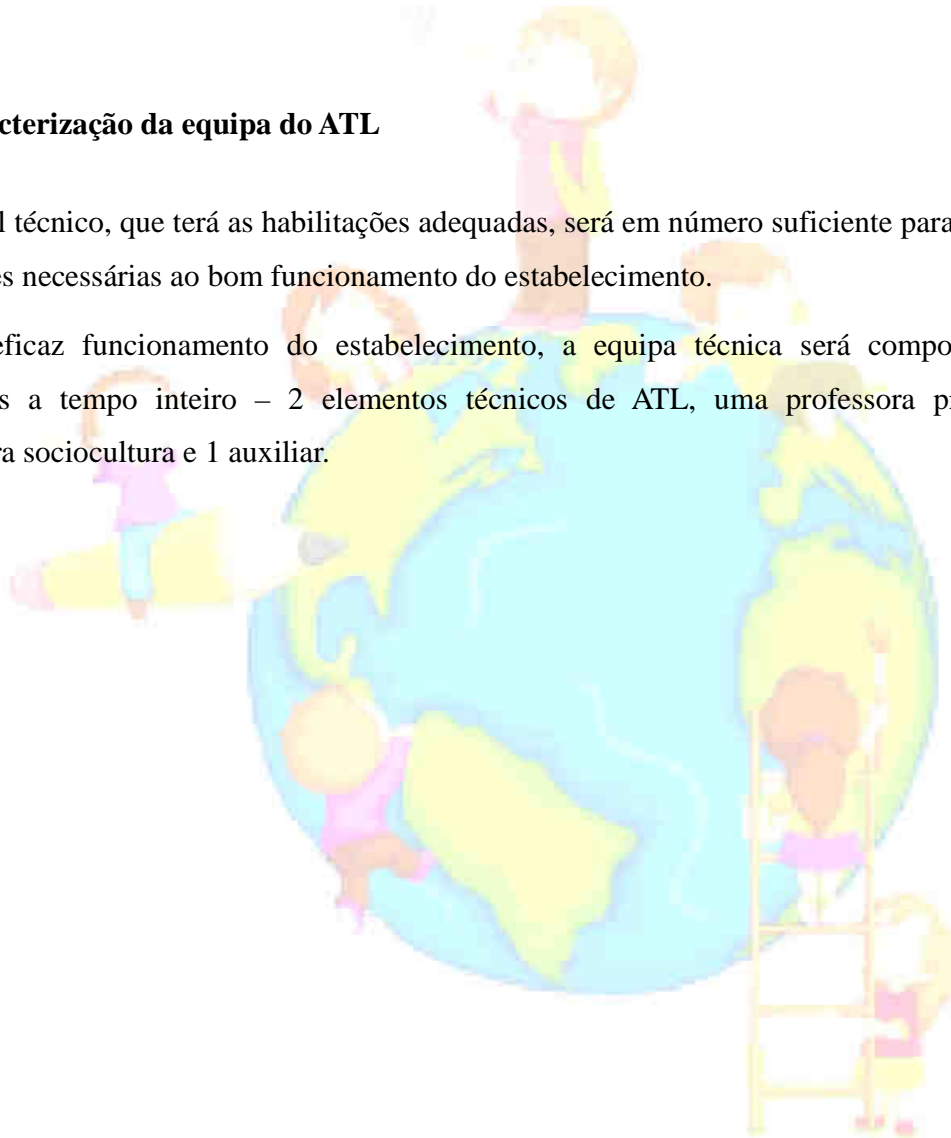 cterização da equipa do ATL
l técnico, que terá as habilitações adequadas, será em número suficiente para
es necessárias ao bom funcionamento do estabelecimento.
eficaz funcionamento do estabelecimento, a equipa técnica será compo
s a tempo inteiro – 2 elementos técnicos de ATL, uma professora p
ra sociocultura e 1 auxiliar.